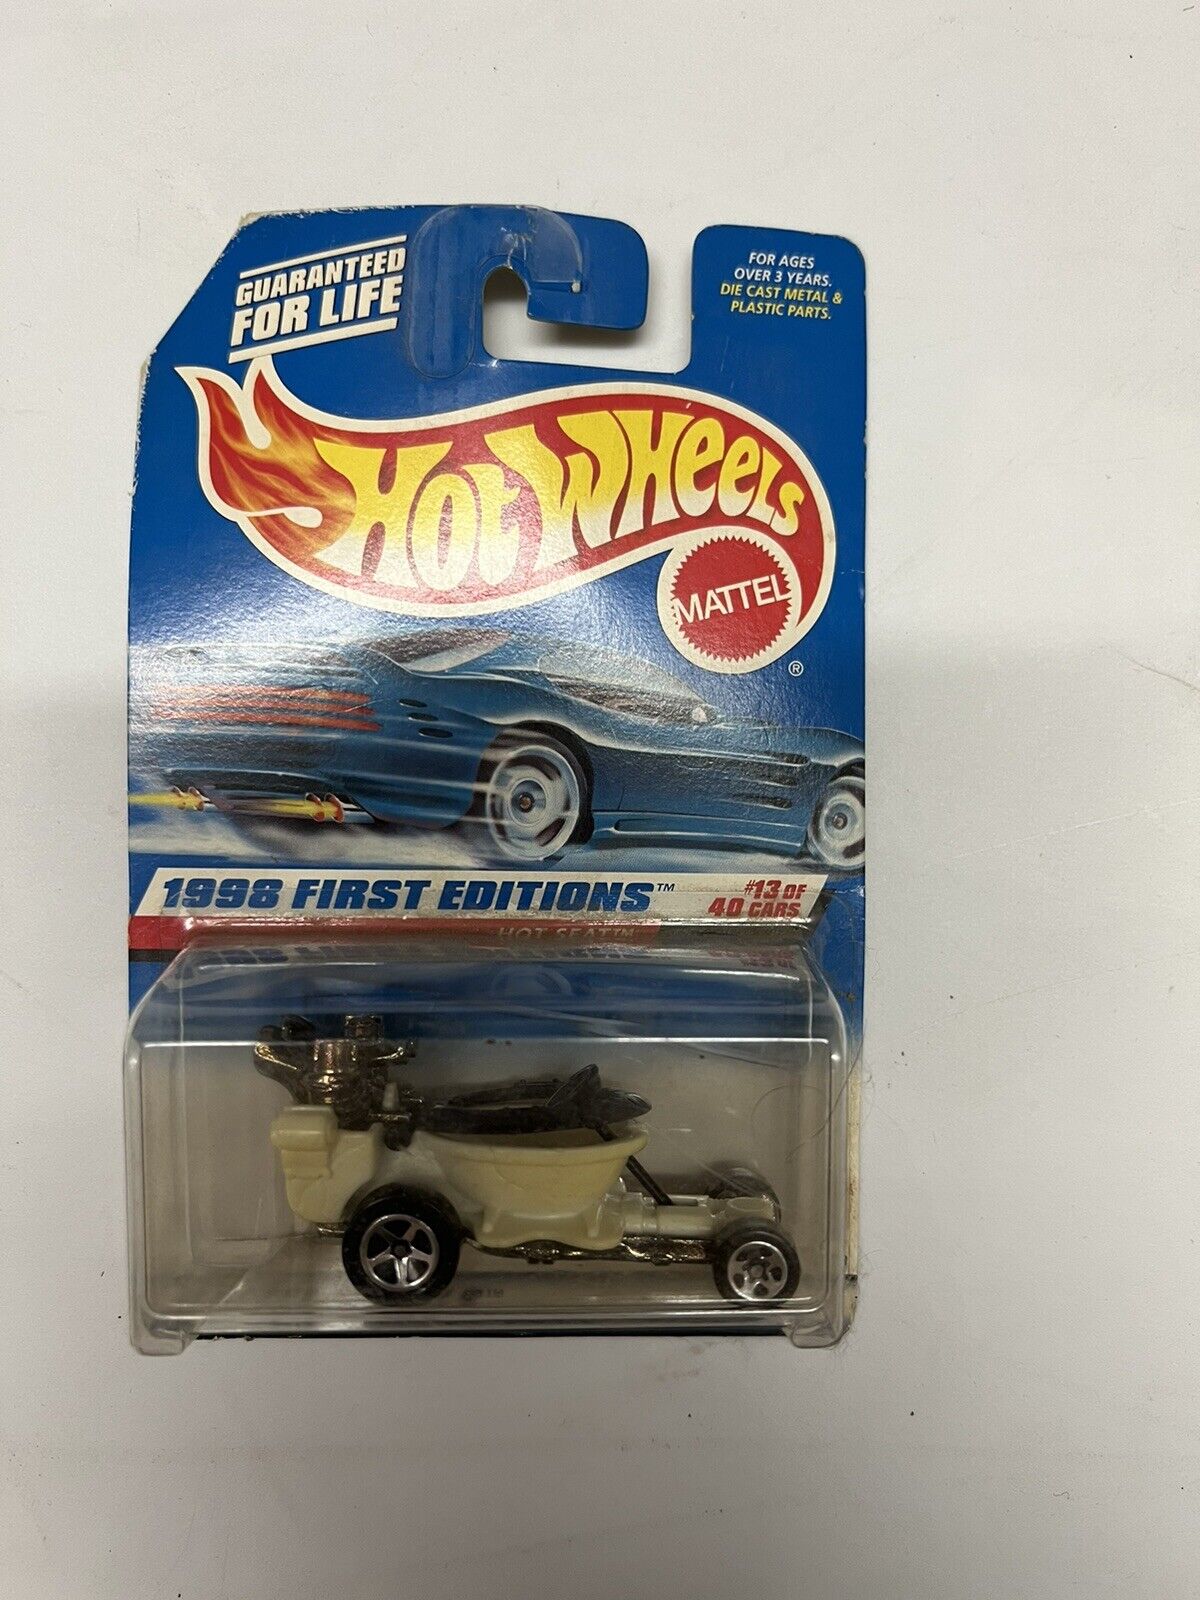 GUARANTEED
FOR LIFE
FOR AGES
OVER 3 YEARS.
DIE CAST METAL &
PLASTIC PARTS.
HOT WHEELS
MATTEL
®
1998 FIRST EDITIONS™
#13 OF
40 CARS
HOT SEAT™